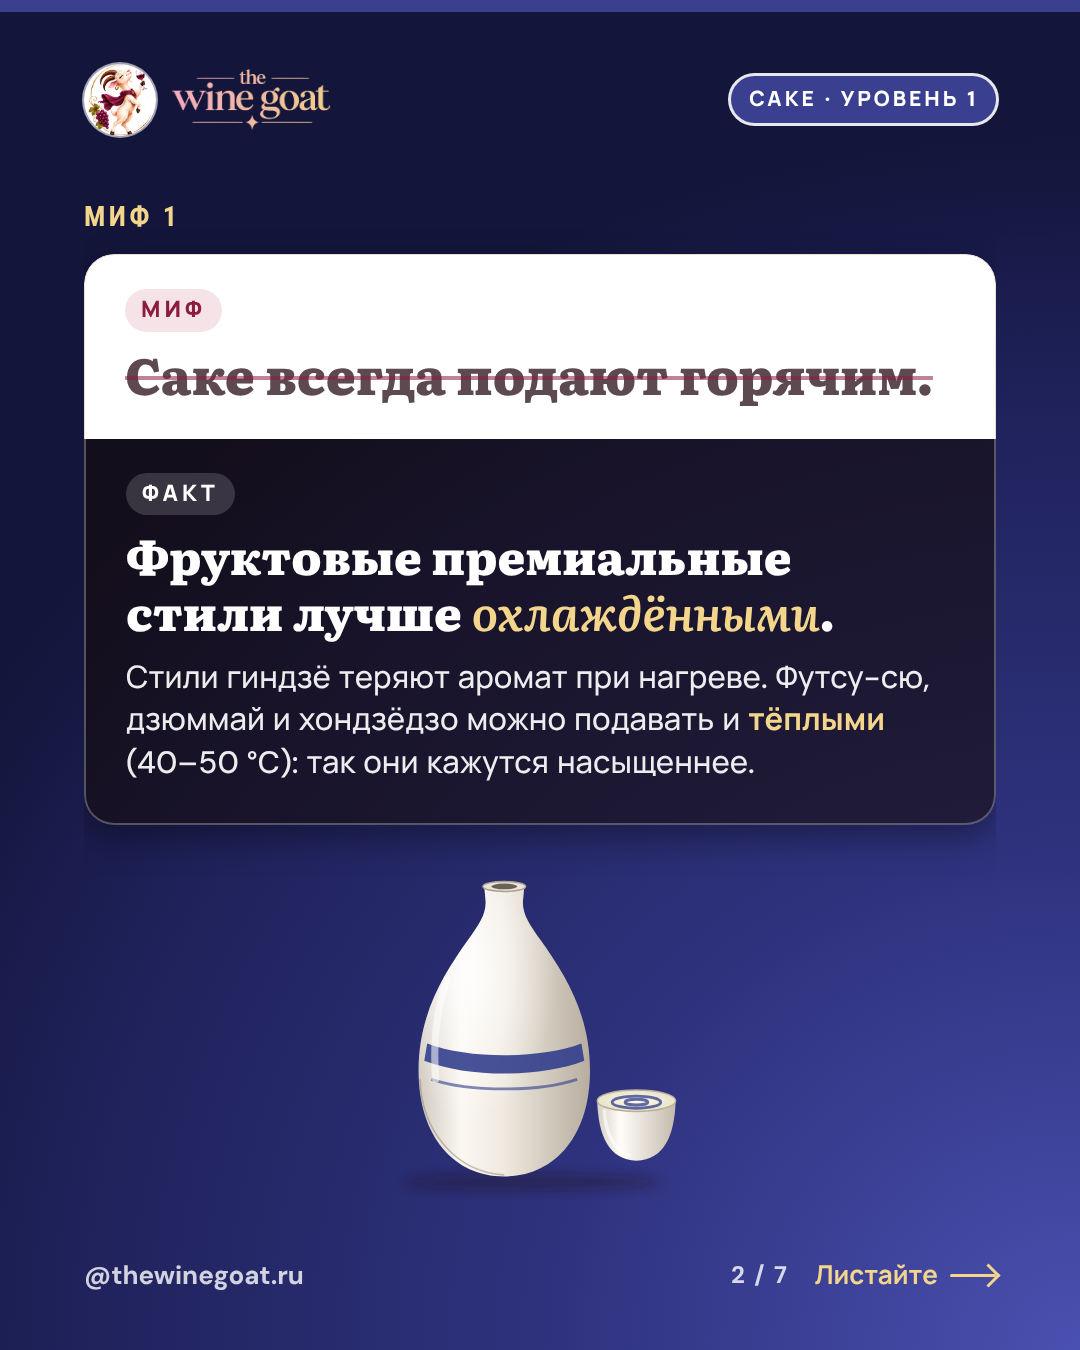 the
wine goat
САКЕ · УРОВЕНЬ 1
МИФ 1
МИФ
Саке всегда подают горячим.
ФАКТ
Фруктовые премиальные
стили лучше охлаждёнными.
Стили гиндзё теряют аромат при нагреве. Футсу-сю,
дзюммай и хондзёдзо можно подавать и тёплыми
(40–50 °C): так они кажутся насыщеннее.
@thewinegoat.ru
2 / 7 Листайте